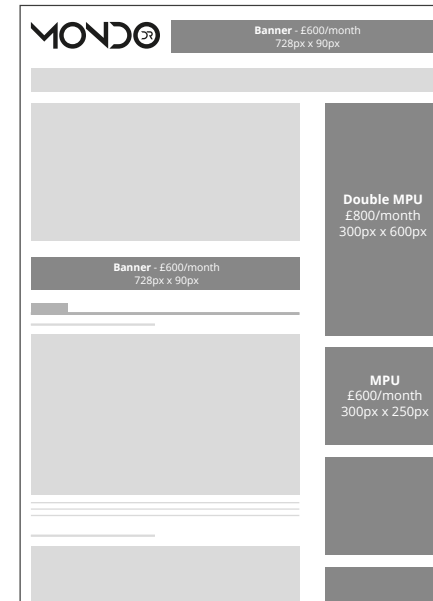 MONDO DR
Banner - £600/month
728px x 90px
Double MPU
£800/month
300px x 600px
Banner - £600/month
728px x 90px
MPU
£600/month
300px x 250px